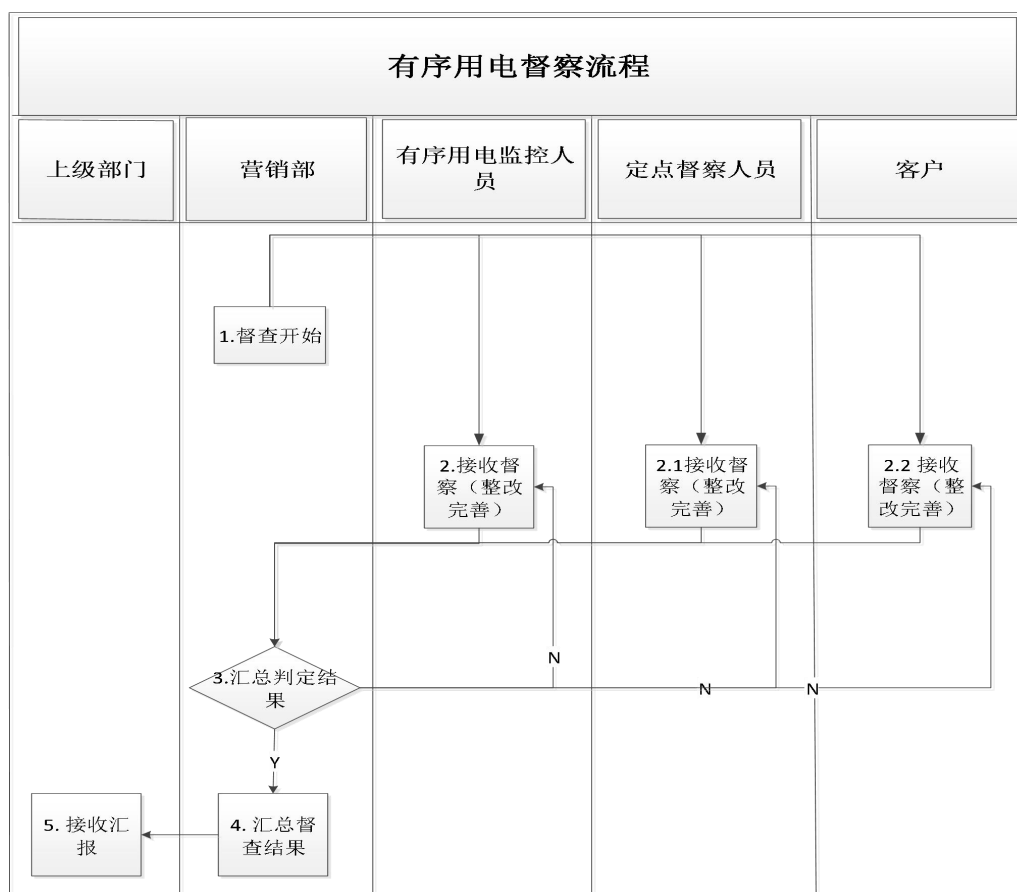 有序用电督察流程
上级部门
营销部
有序用电监控人
员
定点督察人员
客户
1.督查开始
2.接收督
察（整改
完善）
2.1接收督
察（整改
完善）
2.2 接收
督察（整
改完善）
N
3.汇总判定结
果
N
N
Y
5. 接收汇
报
4. 汇总督
查结果